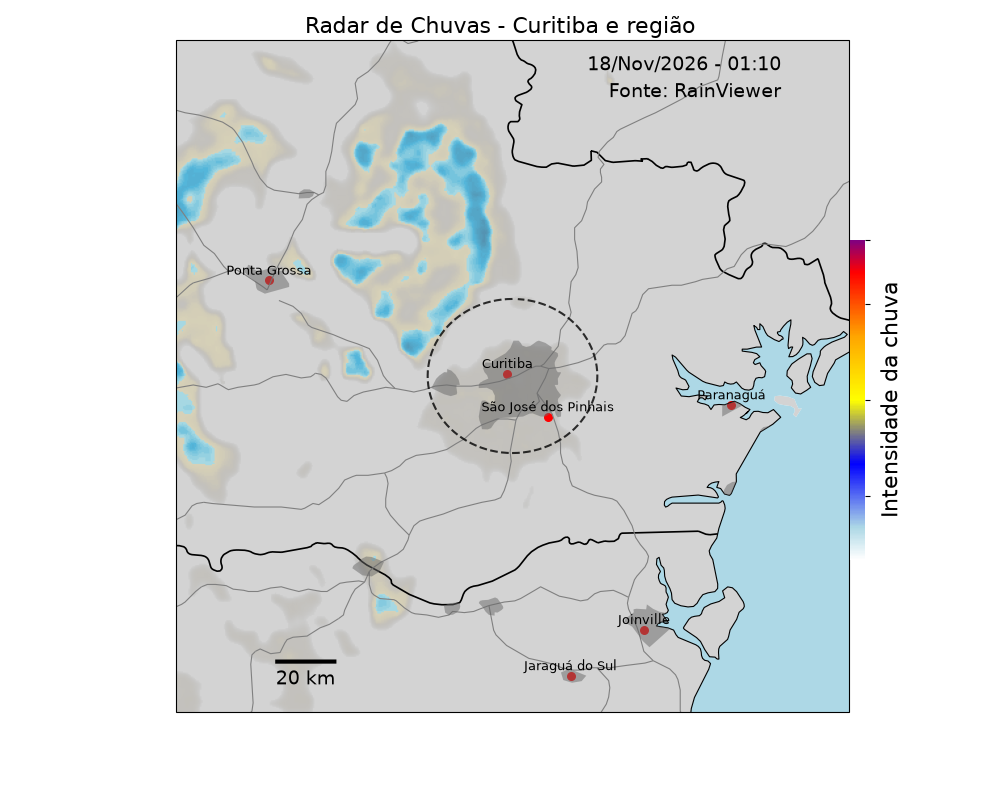 Radar de Chuvas - Curitiba e região
18/Nov/2026 - 01:10
Fonte: RainViewer
Ponta Grossa
Curitiba
Paranaguá
São José dos Pinhais
Intensidade da chuva
Joinville
Jaraguá do Sul
20 km